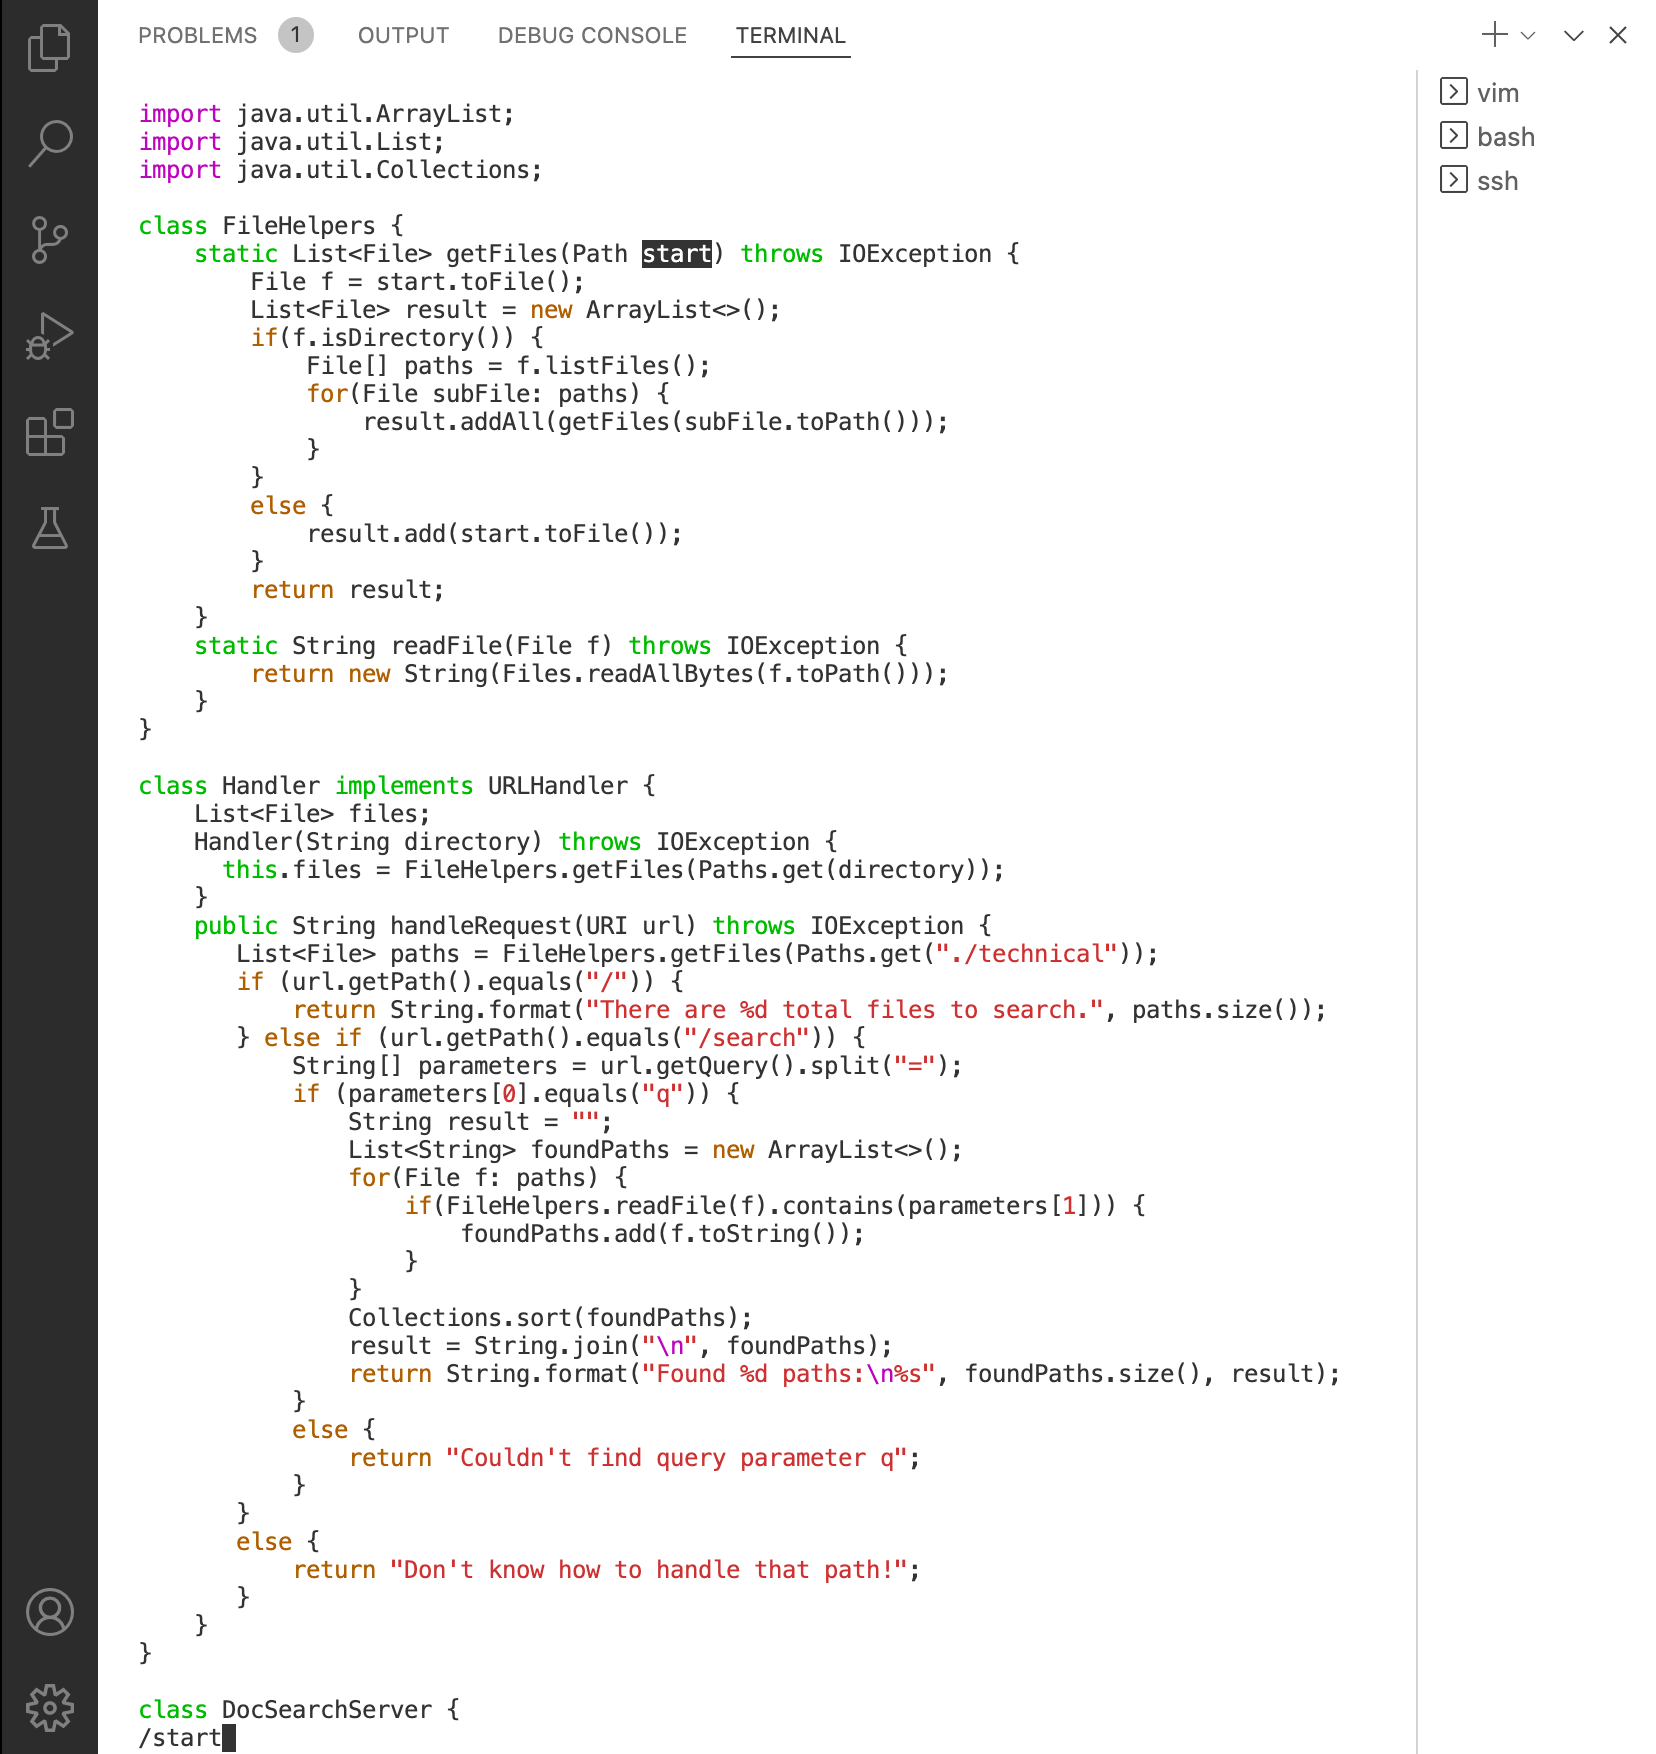 PROBLEMS 1 OUTPUT DEBUG CONSOLE TERMINAL
vim
bash
ssh
import java.util.ArrayList;
import java.util.List;
import java.util.Collections;

class FileHelpers {
    static List<File> getFiles(Path start) throws IOException {
        File f = start.toFile();
        List<File> result = new ArrayList<>();
        if(f.isDirectory()) {
            File[] paths = f.listFiles();
            for(File subFile: paths) {
                result.addAll(getFiles(subFile.toPath()));
            }
        }
        else {
            result.add(start.toFile());
        }
        return result;
    }
    static String readFile(File f) throws IOException {
        return new String(Files.readAllBytes(f.toPath()));
    }
}

class Handler implements URLHandler {
    List<File> files;
    Handler(String directory) throws IOException {
      this.files = FileHelpers.getFiles(Paths.get(directory));
    }
    public String handleRequest(URI url) throws IOException {
       List<File> paths = FileHelpers.getFiles(Paths.get("./technical"));
       if (url.getPath().equals("/")) {
           return String.format("There are %d total files to search.", paths.size());
       } else if (url.getPath().equals("/search")) {
           String[] parameters = url.getQuery().split("=");
           if (parameters[0].equals("q")) {
               String result = "";
               List<String> foundPaths = new ArrayList<>();
               for(File f: paths) {
                   if(FileHelpers.readFile(f).contains(parameters[1])) {
                       foundPaths.add(f.toString());
                   }
               }
               Collections.sort(foundPaths);
               result = String.join("\n", foundPaths);
               return String.format("Found %d paths:\n%s", foundPaths.size(), result);
           }
           else {
               return "Couldn't find query parameter q";
           }
       }
       else {
           return "Don't know how to handle that path!";
       }
    }
}

class DocSearchServer {
/start